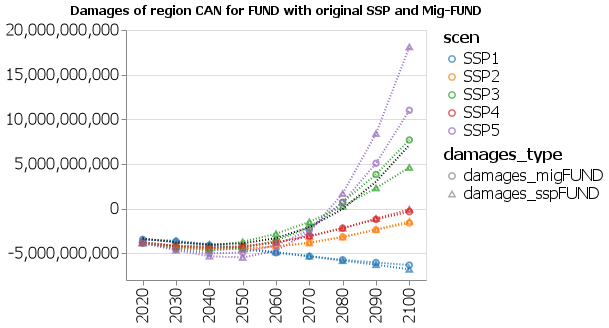 Damages of region CAN for FUND with original SSP and Mig-FUND
20,000,000,000
15,000,000,000
10,000,000,000
5,000,000,000
0
-5,000,000,000
2020 2030 2040 2050 2060 2070 2080 2090 2100
scen
SSP1
SSP2
SSP3
SSP4
SSP5
damages_type
damages_migFUND
damages_sspFUND